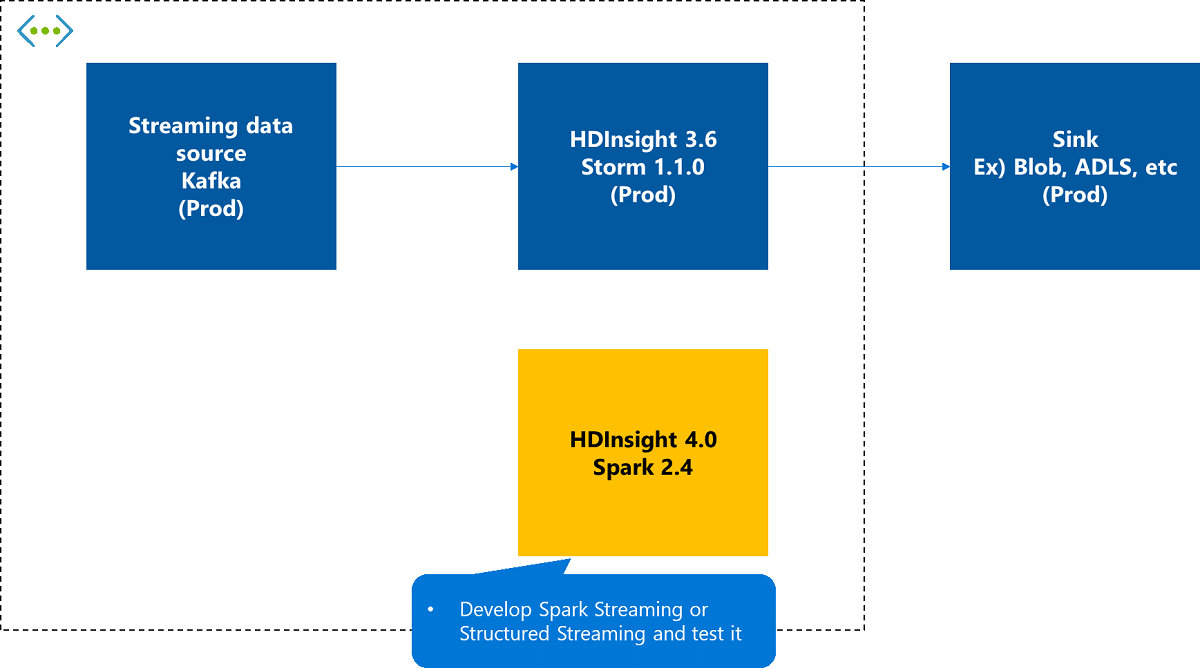 Streaming data
source
Kafka
(Prod)
HDInsight 3.6
Storm 1.1.0
(Prod)
Sink
Ex) Blob, ADLS, etc
(Prod)
HDInsight 4.0
Spark 2.4
• Develop Spark Streaming or
Structured Streaming and test it